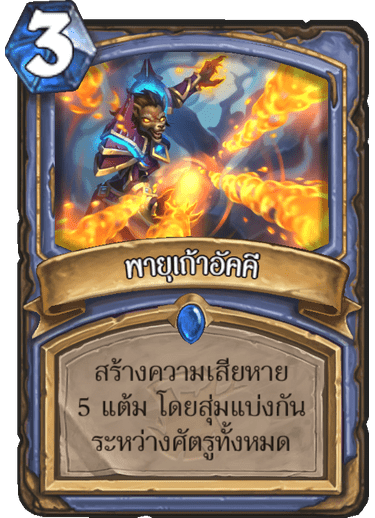 3
พายุเถ้าอัคคี
สร้างความเสียหาย
5 แต้ม โดยสุ่มแบ่งกัน
ระหว่างศัตรูทั้งหมด